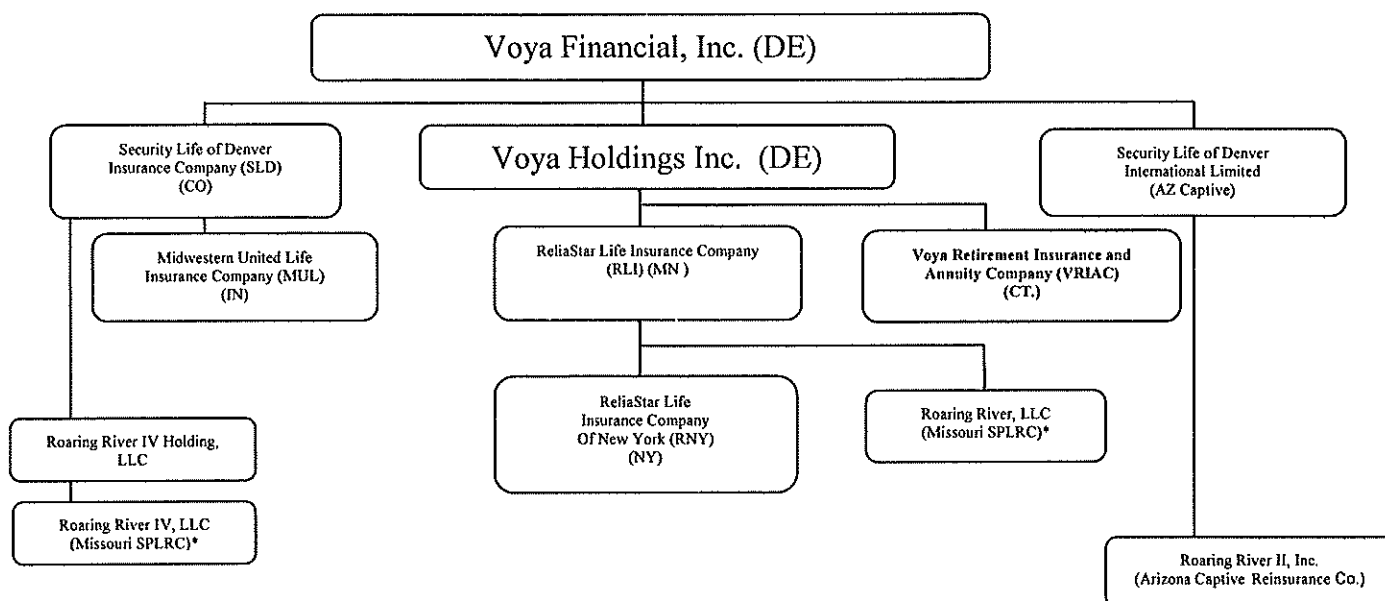 Voya Financial, Inc. (DE)
Security Life of Denver
Insurance Company (SLD)
(CO)
Voya Holdings Inc. (DE)
Security Life of Denver
International Limited
(AZ Captive)
Midwestern United Life
Insurance Company (MUL)
(IN)
ReliaStar Life Insurance Company
(RLI) (MN )
Voya Retirement Insurance and
Annuity Company (VRIAC)
(CT.)
ReliaStar Life
Insurance Company
Of New York (RNY)
(NY)
Roaring River, LLC
(Missouri SPLRC)*
Roaring River IV Holding,
LLC
Roaring River IV, LLC
(Missouri SPLRC)*
Roaring River II, Inc.
(Arizona Captive Reinsurance Co.)